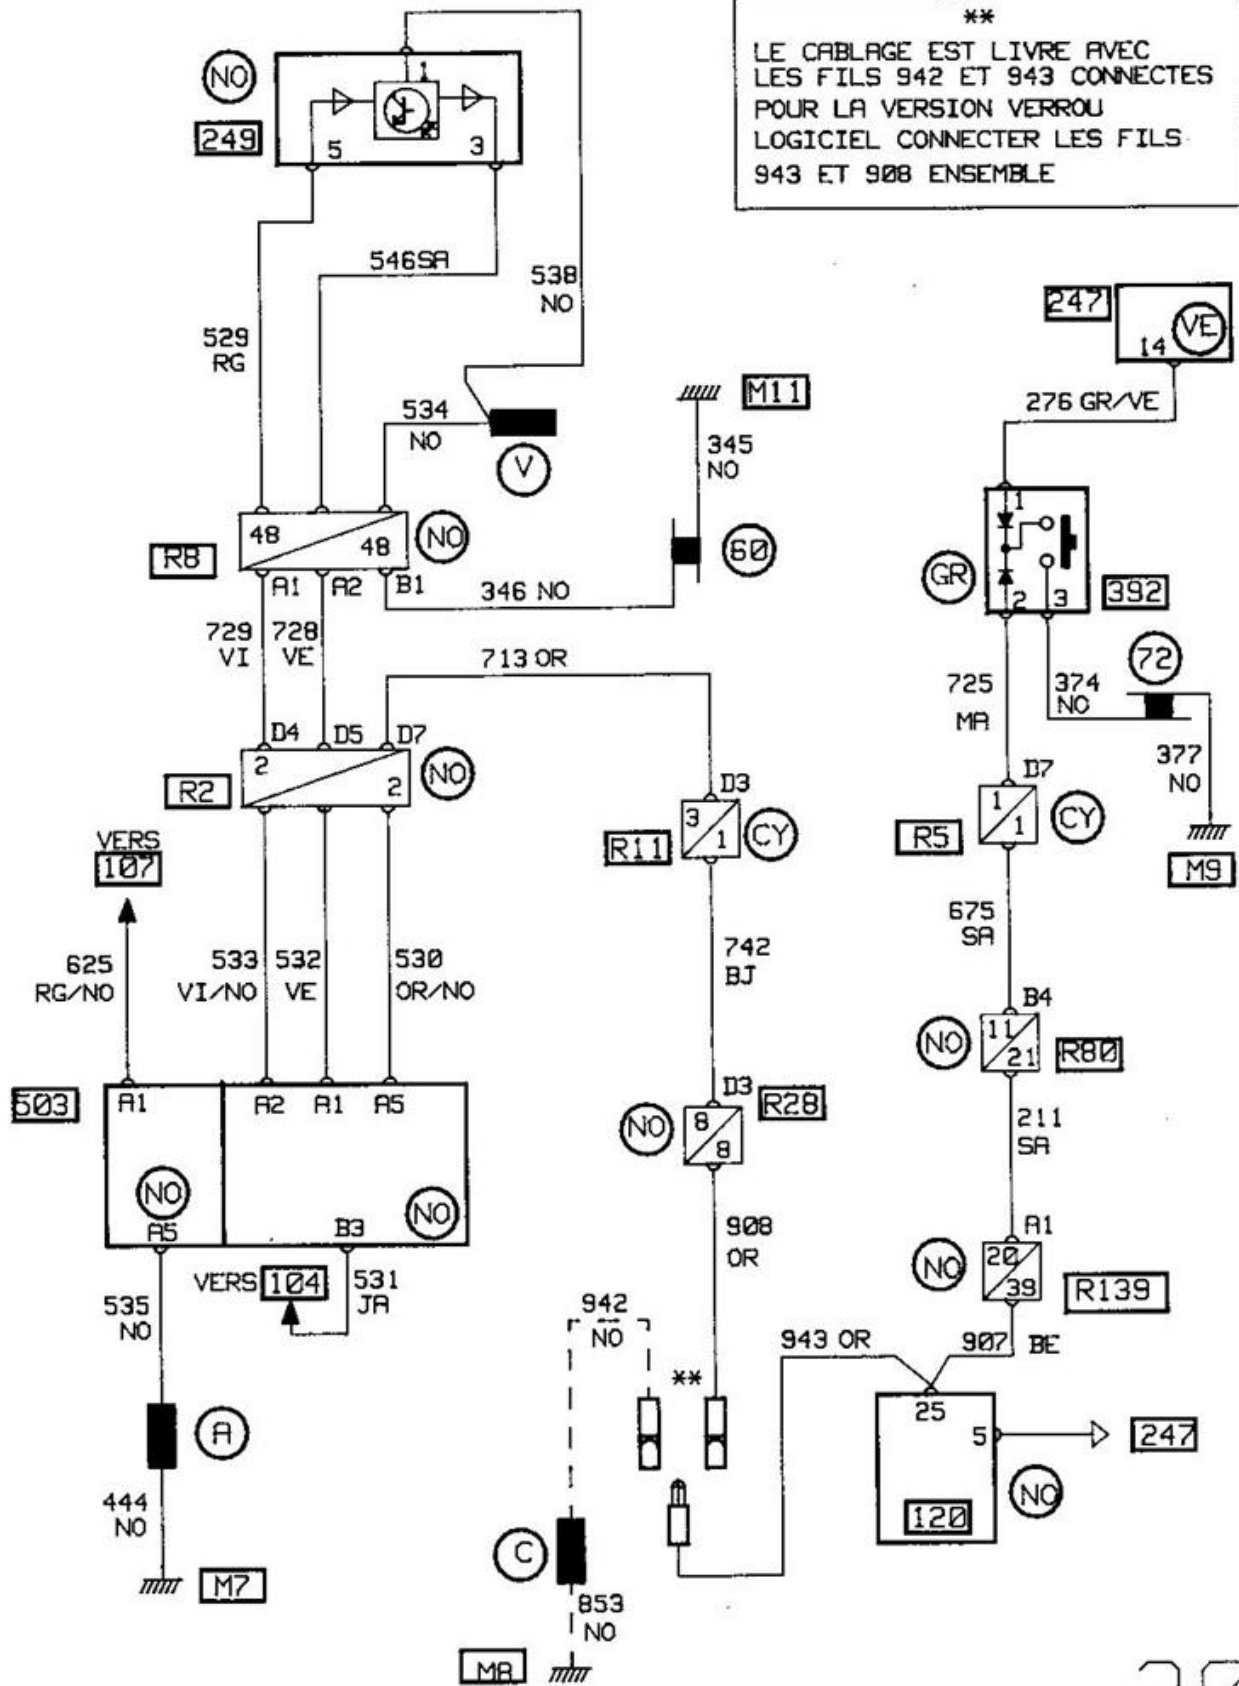 **
LE CABLAGE EST LIVRE AVEC
LES FILS 942 ET 943 CONNECTES
POUR LA VERSION VERROU
LOGICIEL CONNECTER LES FILS
943 ET 908 ENSEMBLE
NO
249
1
5
3
546SA
538
NO
529
RG
534
NO
V
M11
345
NO
247
VE
14
276 GR/VE
48
48
NO
R8
A1
A2
B1
346 NO
60
1
GR
2
3
392
729
VI
728
VE
713 OR
725
MA
374
NO
72
377
NO
D4
D5
D7
2
2
NO
R2
D3
3
1
CY
R11
D7
1
1
CY
R5
M9
VERS
107
625
RG/NO
533
VI/NO
532
VE
530
OR/NO
742
BJ
675
SA
B4
11
21
NO
R80
503
A1
A2
A1
A5
NO
NO
A5
B3
D3
8
8
NO
R28
211
SA
VERS
104
531
JA
535
NO
908
OR
A1
20
39
NO
R139
942
NO
943 OR
907
BE
**
A
25
5
247
120
NO
444
NO
M7
C
853
NO